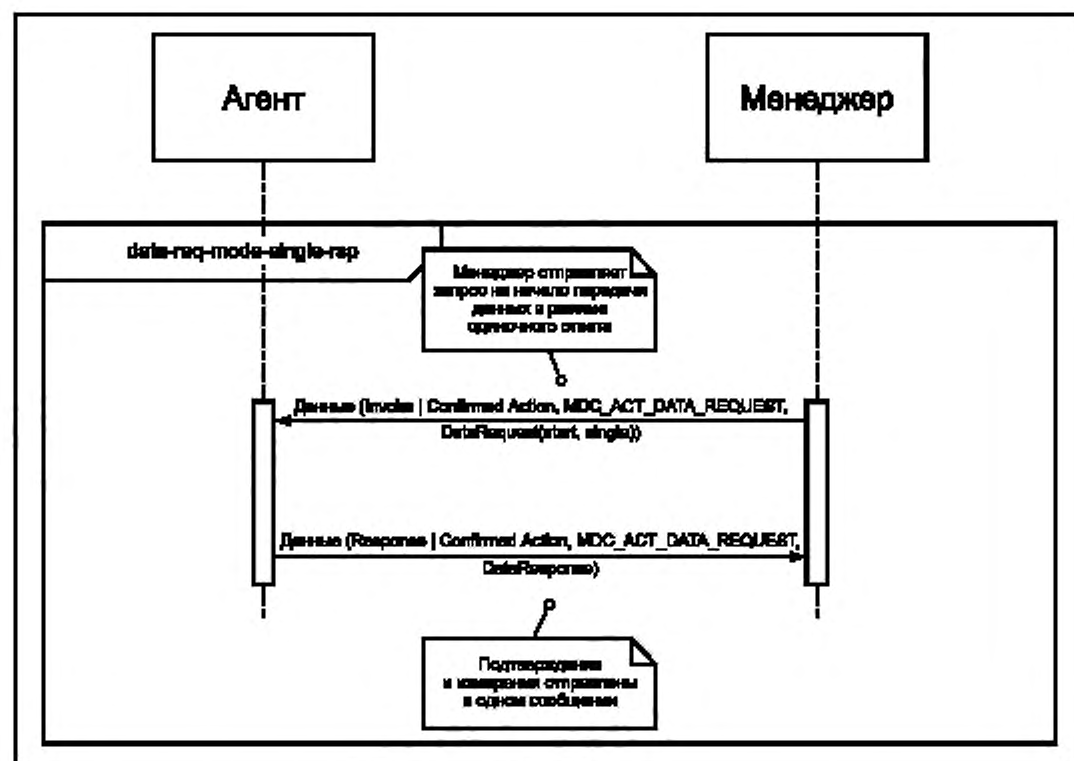 Агент
Менеджер
data-req-mode-single-rsp
Менеджер отправляет
запрос на начало передачи
данных в режиме
одиночного ответа
Данные (Invoke | Confirmed Action, MDC_ACT_DATA_REQUEST,
DataRequest(start, single))
Данные (Response | Confirmed Action, MDC_ACT_DATA_REQUEST,
DataResponse)
Подтверждение
и измерения отправлены
в одном сообщении